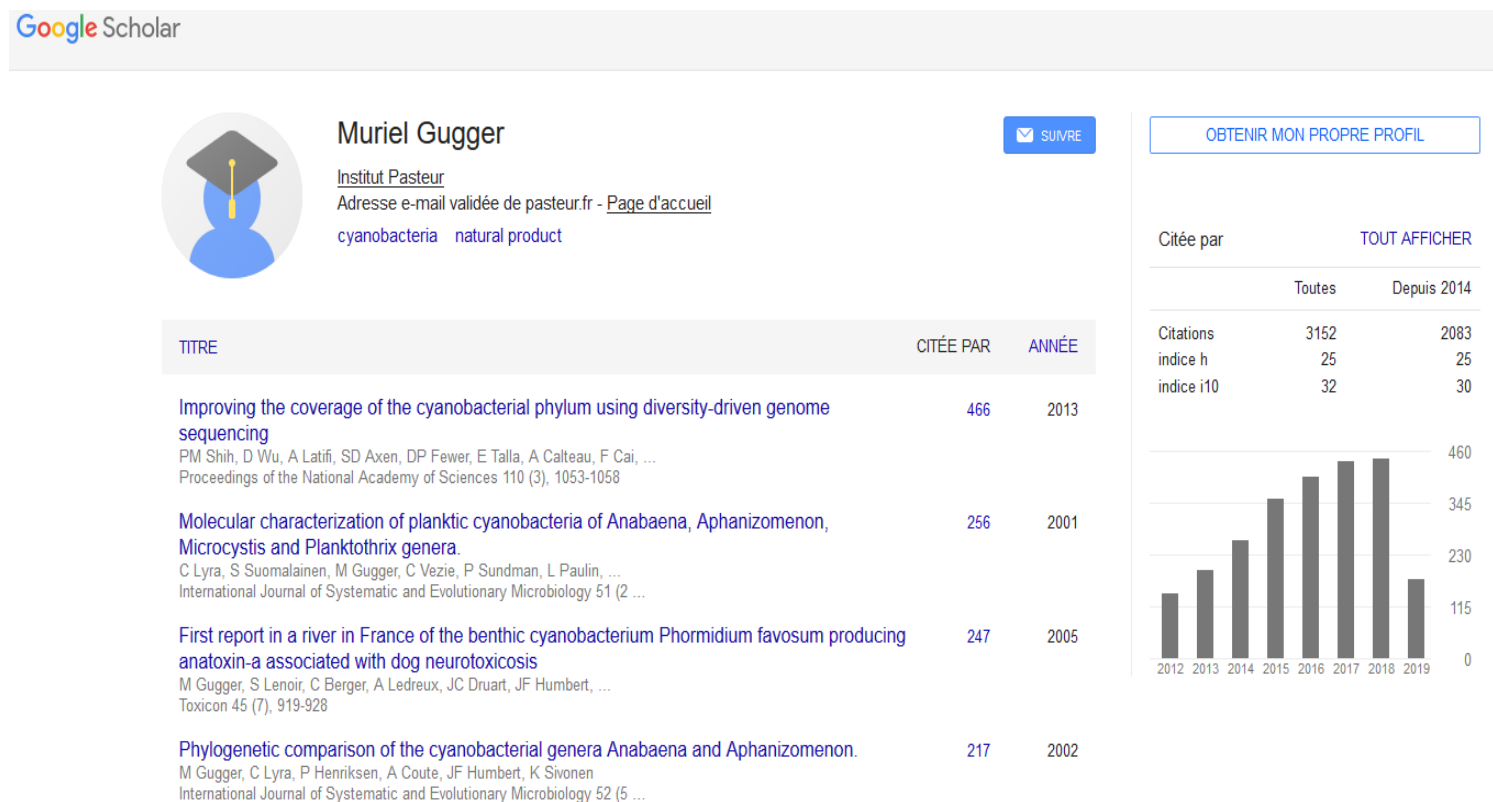 Google Scholar
Muriel Gugger
SUIVRE
Institut Pasteur
Adresse e-mail validée de pasteur.fr - Page d'accueil
cyanobacteria natural product
TITRE CITÉE PAR ANNÉE
Improving the coverage of the cyanobacterial phylum using diversity-driven genome 466 2013
sequencing
PM Shih, D Wu, A Latifi, SD Axen, DP Fewer, E Talla, A Calteau, F Cai, ...
Proceedings of the National Academy of Sciences 110 (3), 1053-1058
Molecular characterization of planktic cyanobacteria of Anabaena, Aphanizomenon, 256 2001
Microcystis and Planktothrix genera.
C Lyra, S Suomalainen, M Gugger, C Vezie, P Sundman, L Paulin, ...
International Journal of Systematic and Evolutionary Microbiology 51 (2 ...
First report in a river in France of the benthic cyanobacterium Phormidium favosum producing 247 2005
anatoxin-a associated with dog neurotoxicosis
M Gugger, S Lenoir, C Berger, A Ledreux, JC Druart, JF Humbert, ...
Toxicon 45 (7), 919-928
Phylogenetic comparison of the cyanobacterial genera Anabaena and Aphanizomenon. 217 2002
M Gugger, C Lyra, P Henriksen, A Coute, JF Humbert, K Sivonen
International Journal of Systematic and Evolutionary Microbiology 52 (5 ...
OBTENIR MON PROPRE PROFIL
Citée par TOUT AFFICHER
Toutes Depuis 2014
Citations 3152 2083
indice h 25 25
indice i10 32 30
460
345
230
115
0
2012 2013 2014 2015 2016 2017 2018 2019